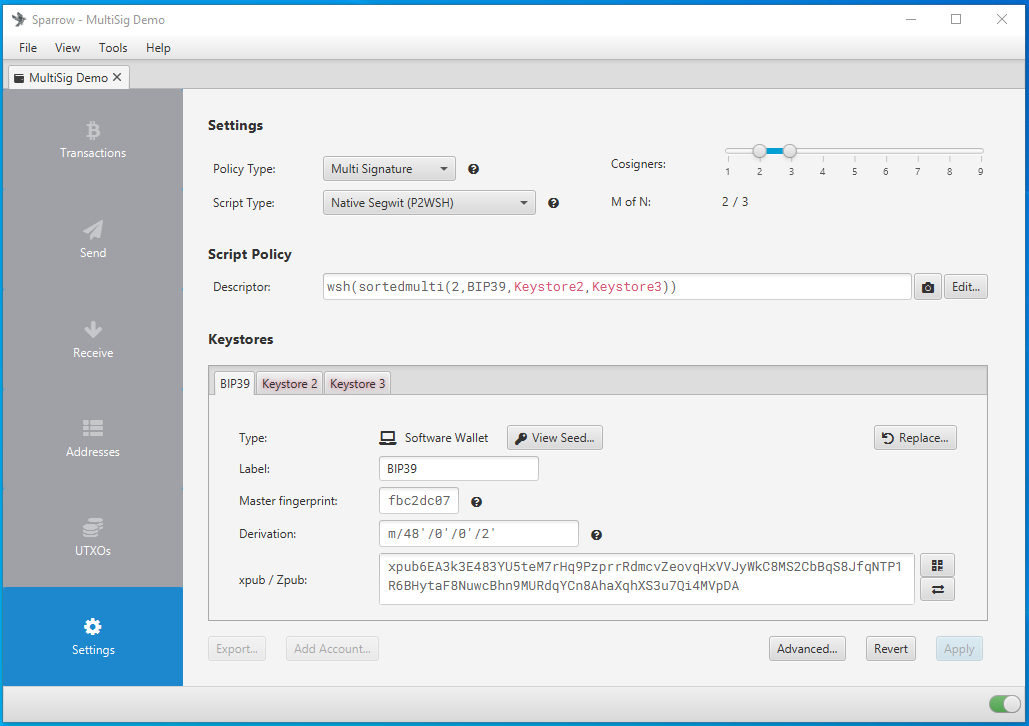 Sparrow - MultiSig Demo
File View Tools Help
MultiSig Demo
Transactions
Send
Receive
Addresses
UTXOs
Settings
Settings
Policy Type: Multi Signature
Cosigners: 1 2 3 4 5 6 7 8 9
Script Type: Native Segwit (P2WSH)
M of N: 2 / 3
Script Policy
Descriptor: wsh(sortedmulti(2,BIP39,Keystore2,Keystore3)) Edit...
Keystores
BIP39 Keystore 2 Keystore 3
Type: Software Wallet View Seed... Replace...
Label: BIP39
Master fingerprint: fbc2dc07
Derivation: m/48'/0'/0'/2'
xpub / Zpub: xpub6EA3k3E483YU5teM7rHq9PzprrRdmcvZeovqHxVVJyWkC8MS2CbBqS8JfqNTP1
R6BHytaF8NuwcBhn9MURdqYCn8AhaXqhXS3u7Qi4MVpDA
Export... Add Account... Advanced... Revert Apply